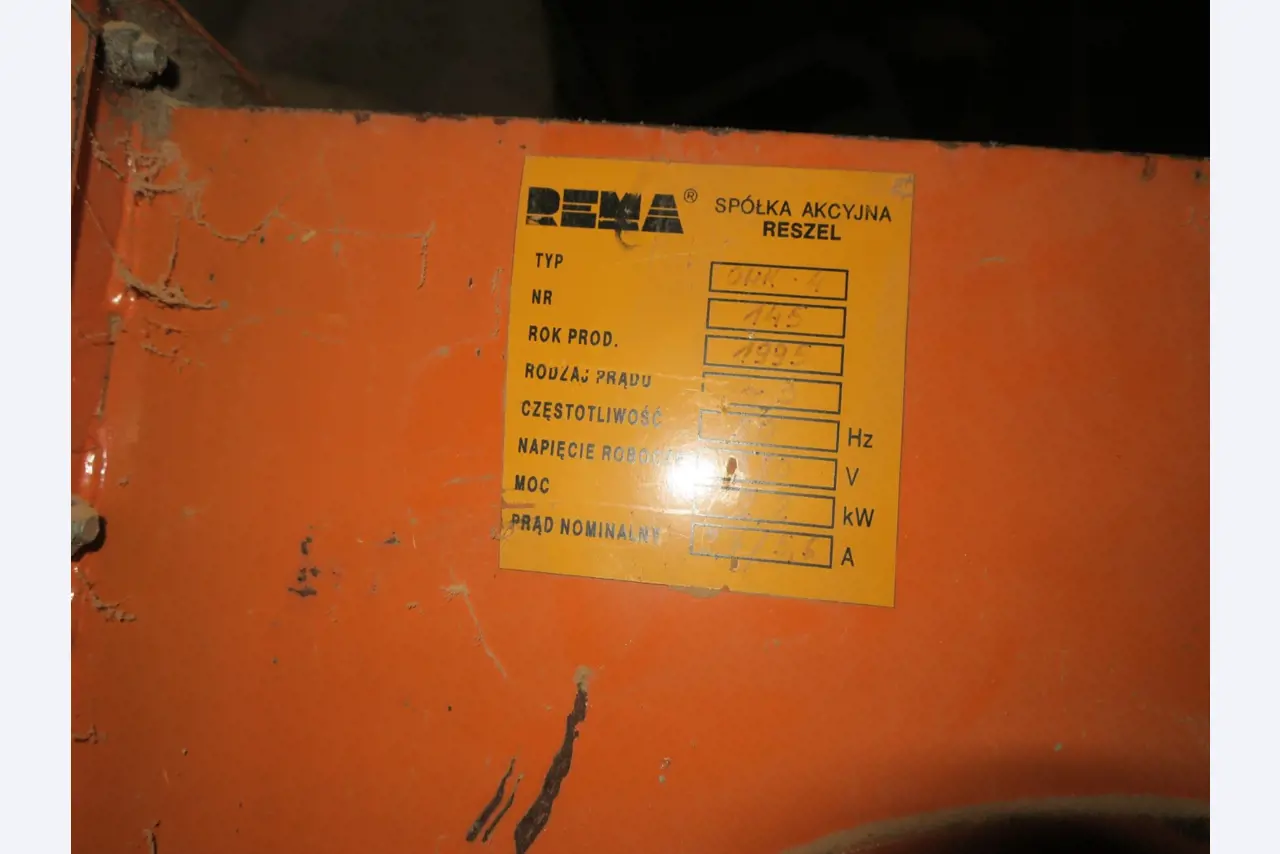 REMA® SPÓŁKA AKCYJNA
RESZEL
TYP
NR 145
ROK PROD. 1995
RODZAJ PRĄDU
CZĘSTOTLIWOŚĆ Hz
NAPIĘCIE V
MOC kW
PRĄD NOMINALNY A